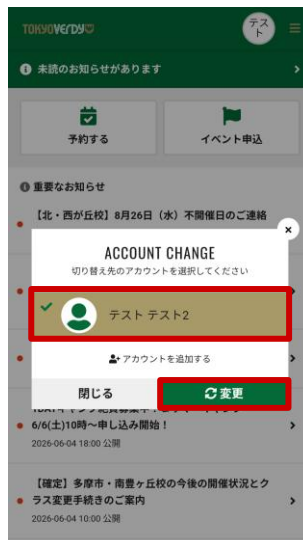 TOKYO VERDY
テスト
未読のお知らせがあります
予約する
イベント申込
重要なお知らせ
【北・西が丘校】8月26日（水）不開催日のご連絡
ACCOUNT CHANGE
切り替え先のアカウントを選択してください
テスト テスト2
アカウントを追加する
閉じる
変更
6/6(土)10時～申し込み開始！
2026-06-04 18:00 公開
【確定】多摩市・南豊ヶ丘校の今後の開催状況とク
ラス変更手続きのご案内
2026-06-04 10:00 公開